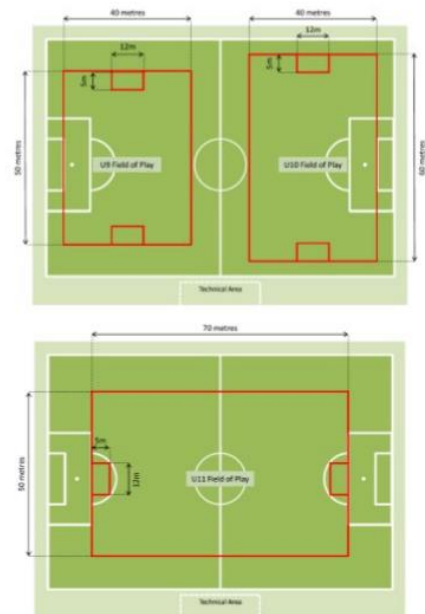 40 metres
40 metres
12m
12m
5m
5m
50 metres
60 metres
U9 Field of Play
U10 Field of Play
Technical Area
70 metres
50 metres
5m
12m
U11 Field of Play
Technical Area